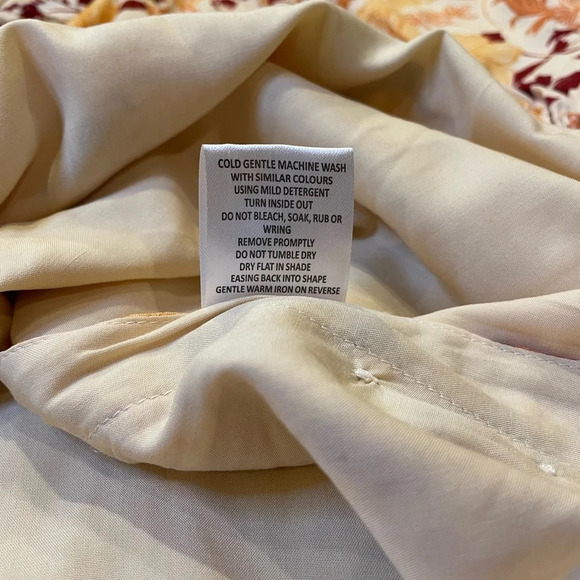 COLD GENTLE MACHINE WASH
WITH SIMILAR COLOURS
USING MILD DETERGENT
TURN INSIDE OUT
DO NOT BLEACH, SOAK, RUB OR
WRING
REMOVE PROMPTLY
DO NOT TUMBLE DRY
DRY FLAT IN SHADE
EASING BACK INTO SHAPE
GENTLE WARM IRON ON REVERSE